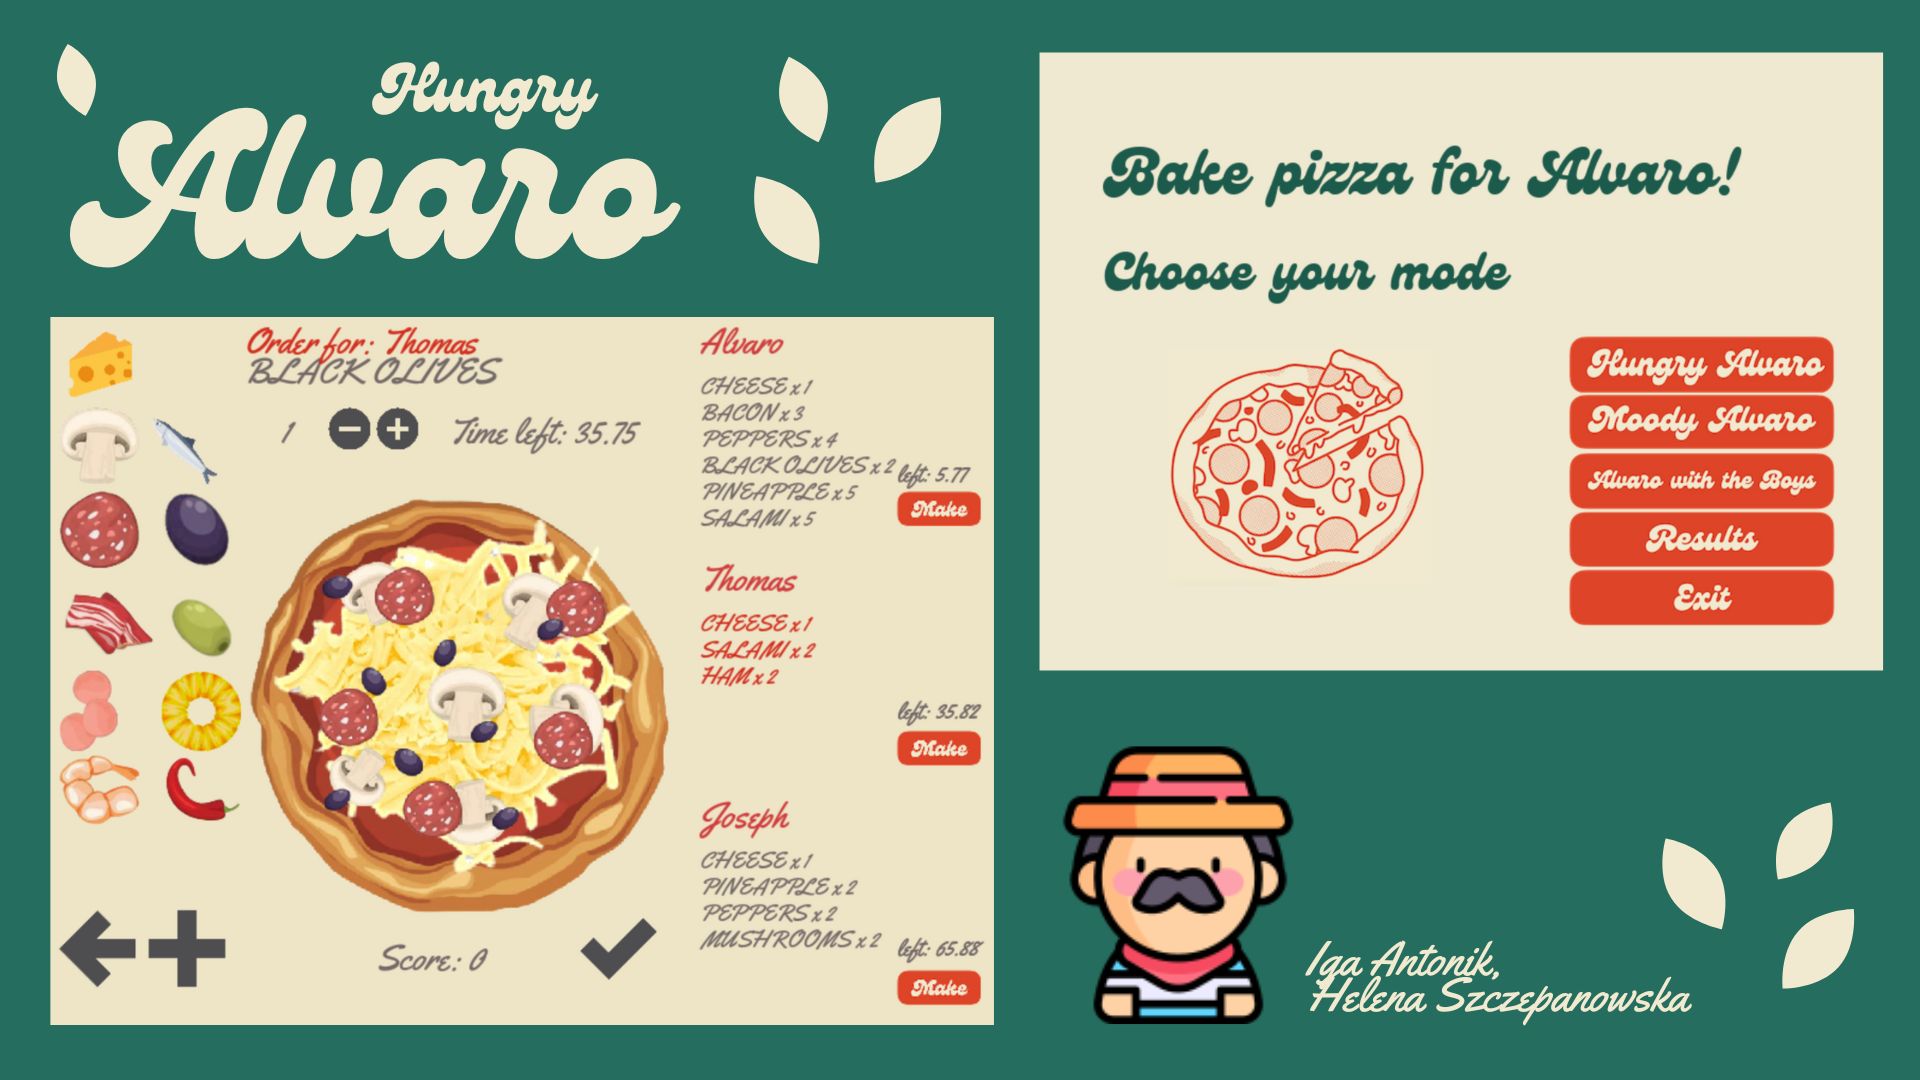 Hungry
Alvaro
Order for: Thomas
BLACK OLIVES
1
Time left: 35.75
Alvaro
CHEESE x 1
BACON x 3
PEPPERS x 4
BLACK OLIVES x 2
PINEAPPLE x 5
SALAMI x 5
left: 5.77
Make
Thomas
CHEESE x 1
SALAMI x 2
HAM x 2
left: 35.82
Make
Joseph
CHEESE x 1
PINEAPPLE x 2
PEPPERS x 2
MUSHROOMS x 2
left: 65.88
Make
Score: 0
Bake pizza for Alvaro!
Choose your mode
Hungry Alvaro
Moody Alvaro
Alvaro with the Boys
Results
Exit
Iga Antonik,
Helena Szczepanowska